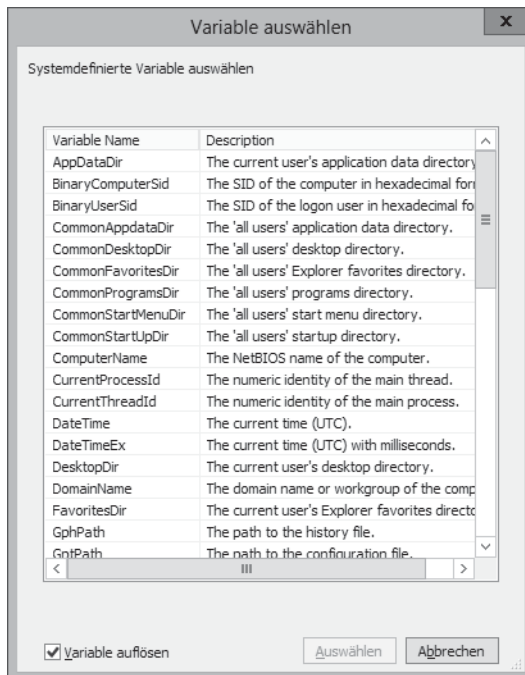 Variable auswählen
x
Systemdefinierte Variable auswählen
Variable Name Description
AppDataDir The current user's application data directory
BinaryComputerSid The SID of the computer in hexadecimal for
BinaryUserSid The SID of the logon user in hexadecimal fo
CommonAppdataDir The 'all users' application data directory.
CommonDesktopDir The 'all users' desktop directory.
CommonFavoritesDir The 'all users' Explorer favorites directory.
CommonProgramsDir The 'all users' programs directory.
CommonStartMenuDir The 'all users' start menu directory.
CommonStartUpDir The 'all users' startup directory.
ComputerName The NetBIOS name of the computer.
CurrentProcessId The numeric identity of the main thread.
CurrentThreadId The numeric identity of the main process.
DateTime The current time (UTC).
DateTimeEx The current time (UTC) with milliseconds.
DesktopDir The current user's desktop directory.
DomainName The domain name or workgroup of the comp
FavoritesDir The current user's Explorer favorites directo
GphPath The path to the history file.
GptPath The path to the configuration file.
Variable auflösen Auswählen Abbrechen